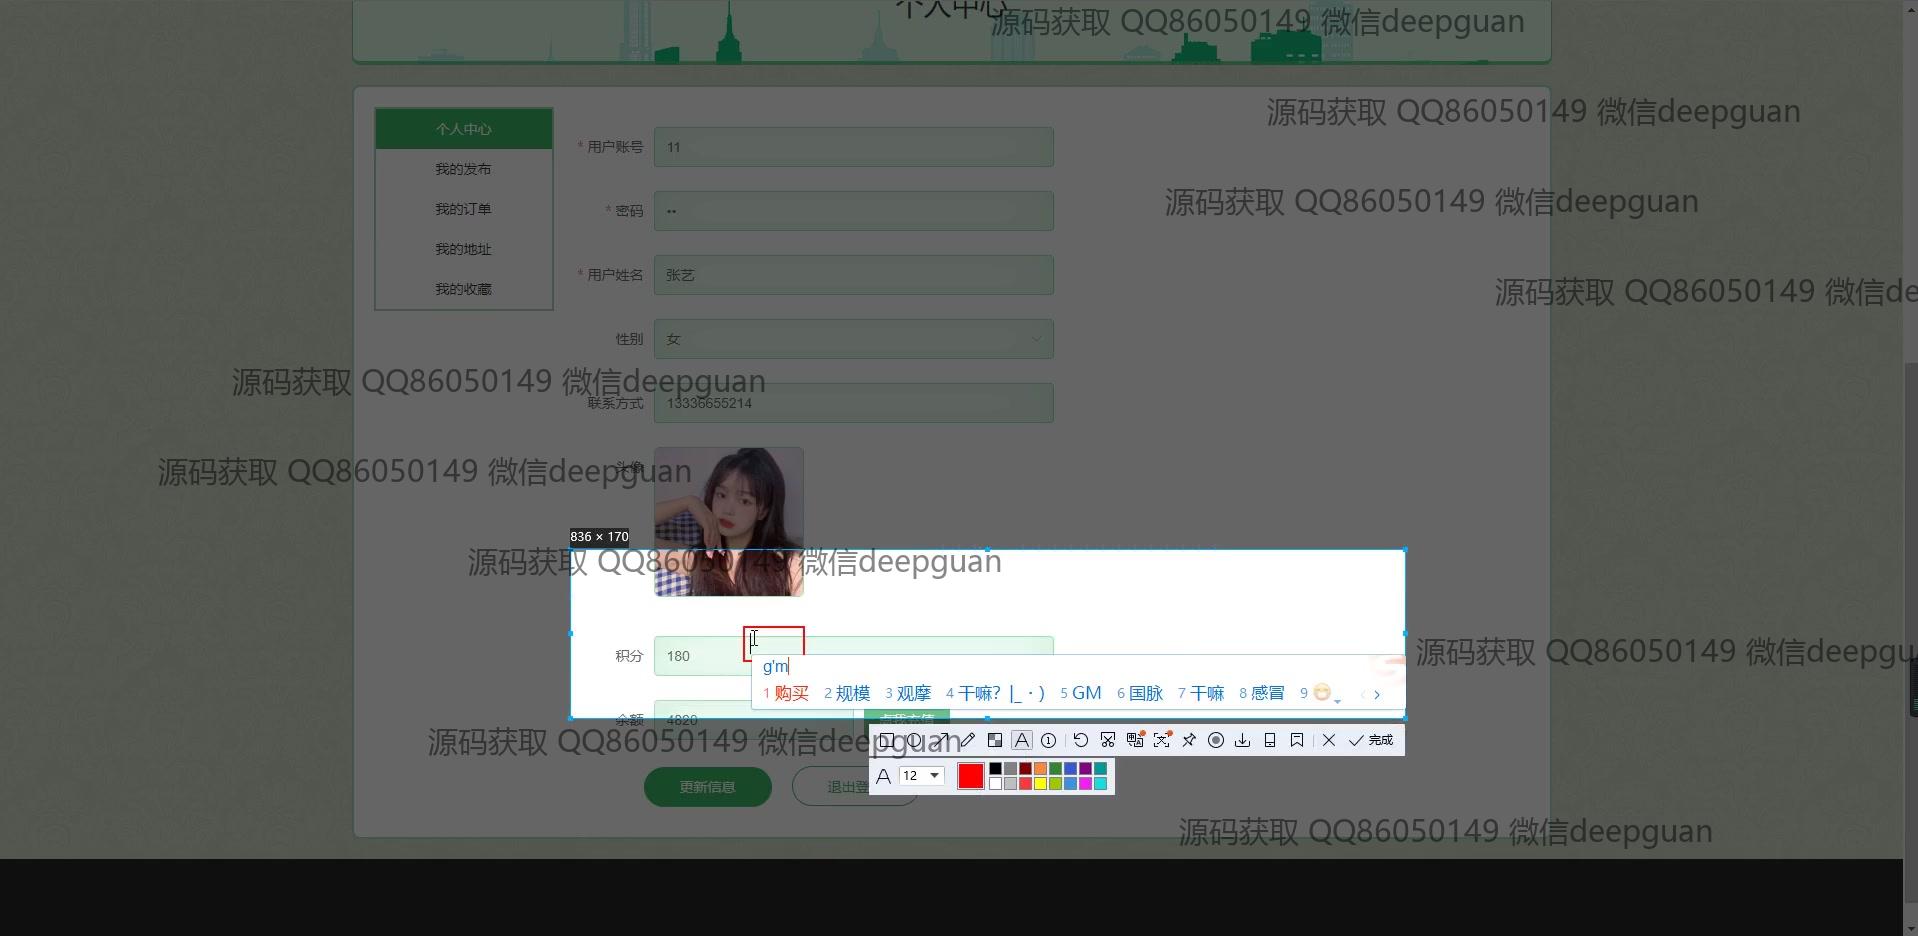 个人中心
源码获取 QQ86050149 微信deepguan
源码获取 QQ86050149 微信deepguan
个人中心
* 用户账号 11
我的发布
源码获取 QQ86050149 微信deepguan
我的订单
* 密码 ••
我的地址
* 用户姓名 张艺
我的收藏
源码获取 QQ86050149 微信de
性别 女
源码获取 QQ86050149 微信deepguan
联系方式 13336655214
头像
源码获取 QQ86050149 微信deepguan
836 × 170
源码获取 QQ86050149 微信deepguan
积分 180
源码获取 QQ86050149 微信deepgu
g'm
1 购买 2 规模 3 观摩 4 干嘛？|_・) 5 GM 6 国脉 7 干嘛 8 感冒 9
余额 4820 点我充值
源码获取 QQ86050149 微信deepguan
完成
A 12
更新信息 退出登
源码获取 QQ86050149 微信deepguan